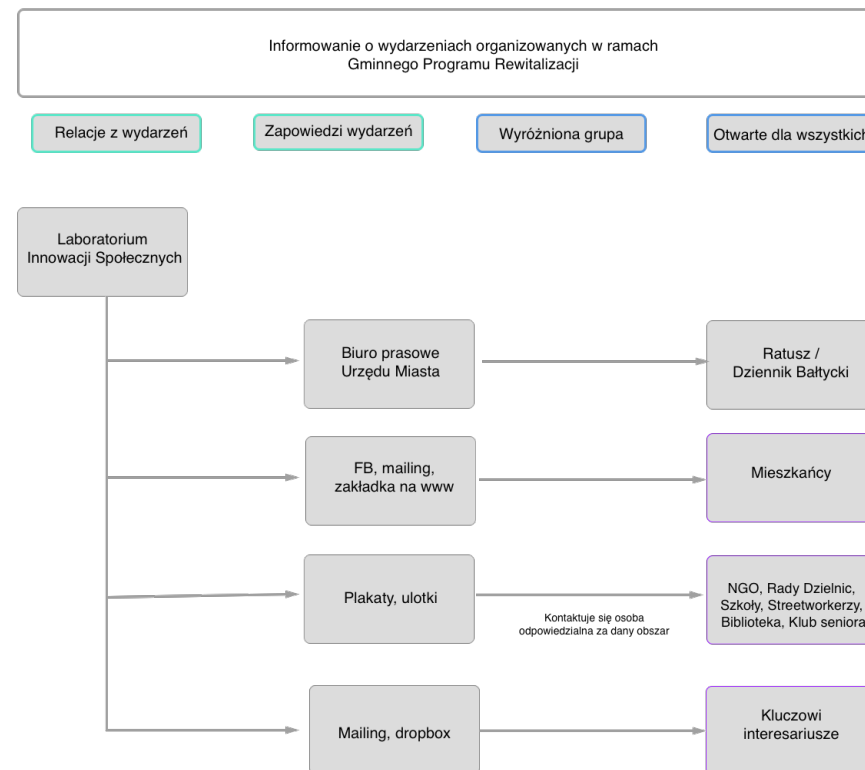 Informowanie o wydarzeniach organizowanych w ramach
Gminnego Programu Rewitalizacji
Relacje z wydarzeń
Zapowiedzi wydarzeń
Wyróżniona grupa
Otwarte dla wszystkich
Laboratorium
Innowacji Społecznych
Biuro prasowe
Urzędu Miasta
Ratusz /
Dziennik Bałtycki
FB, mailing,
zakładka na www
Mieszkańcy
Plakaty, ulotki
Kontaktuje się osoba
odpowiedzialna za dany obszar
NGO, Rady Dzielnic,
Szkoły, Streetworkerzy,
Biblioteka, Klub seniora
Mailing, dropbox
Kluczowi
interesariusze